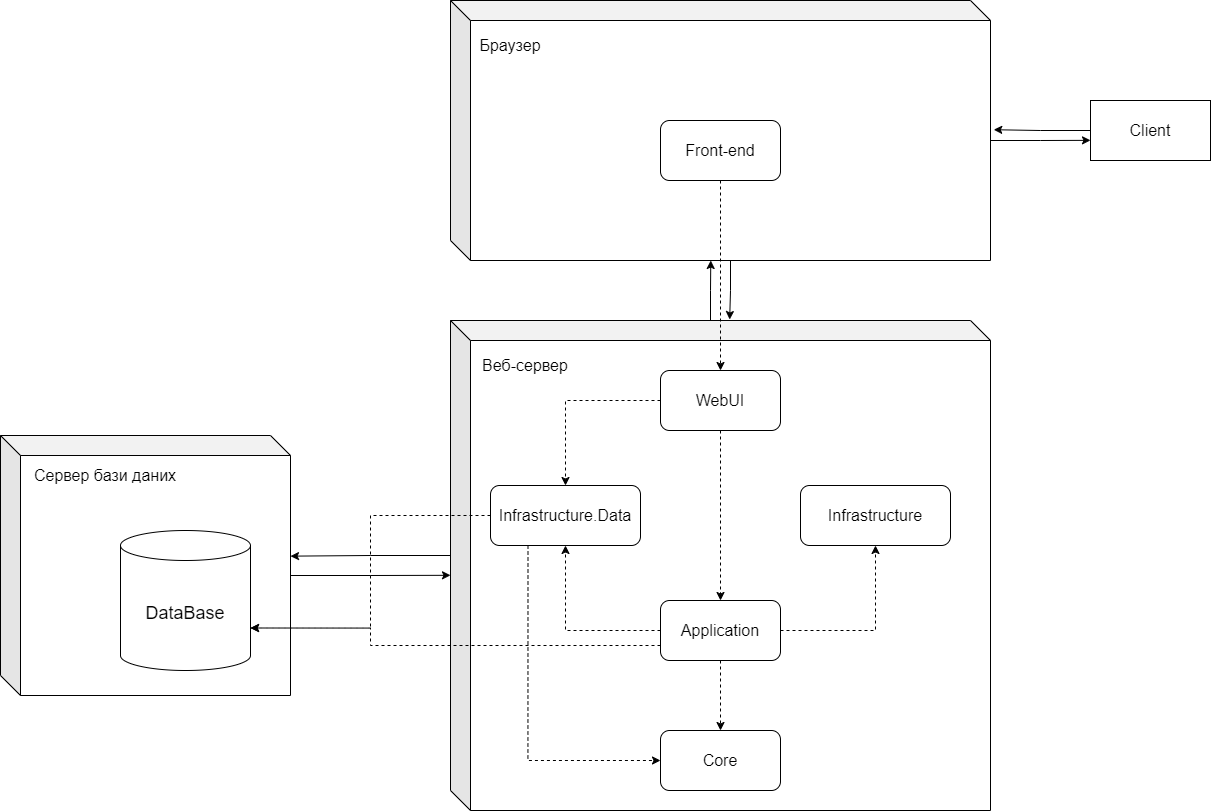 Браузер
Front-end
Client
Веб-сервер
WebUI
Сервер бази даних
Infrastructure.Data
Infrastructure
DataBase
Application
Core